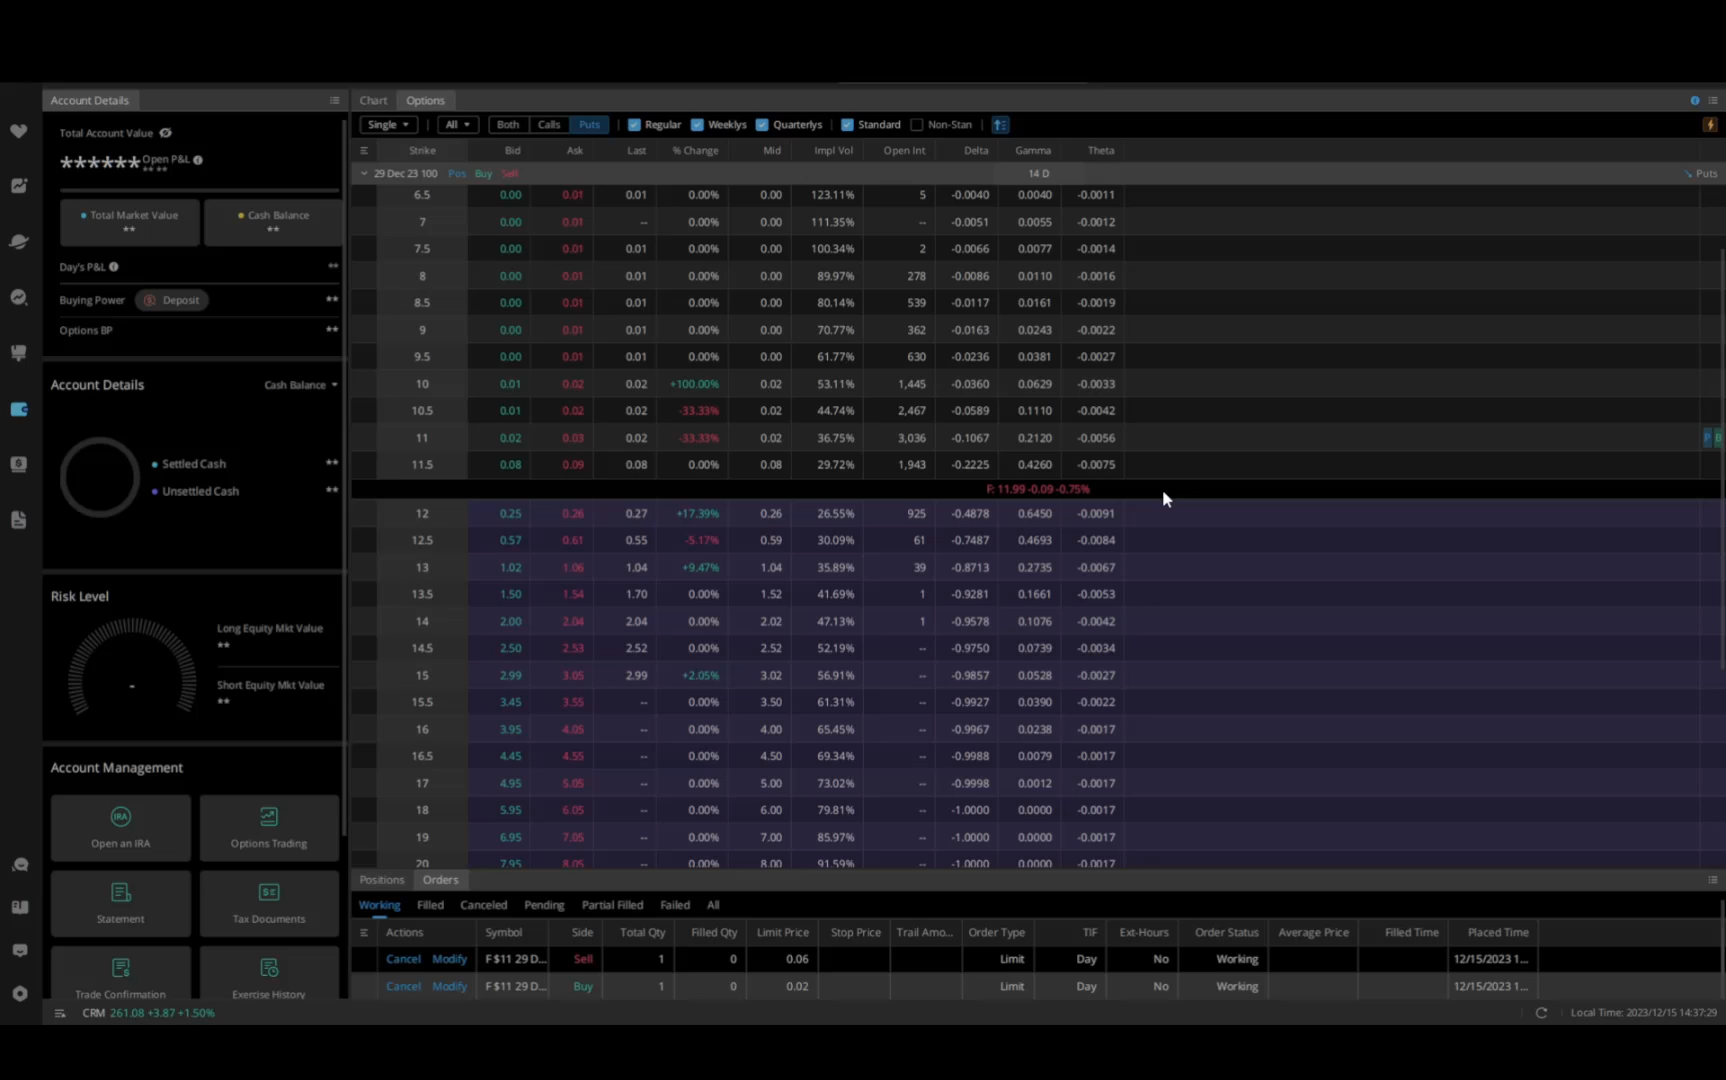 Account Details
Total Account Value
****** Open P&L
** **
Total Market Value
**
Cash Balance
**
Day's P&L **
Buying Power Deposit **
Options BP **
Account Details Cash Balance
Settled Cash **
Unsettled Cash **
Risk Level
Long Equity Mkt Value
**
Short Equity Mkt Value
**
-
Account Management
IRA
Open an IRA
Options Trading
Statement
Tax Documents
Trade Confirmation
Exercise History
Chart Options
Single All Both Calls Puts Regular Weeklys Quarterlys Standard Non-Stan
Strike Bid Ask Last % Change Mid Impl Vol Open Int Delta Gamma Theta
29 Dec 23 100 Pos Buy Sell 14 D Puts
6.5 0.00 0.01 0.01 0.00% 0.00 123.11% 5 -0.0040 0.0040 -0.0011
7 0.00 0.01 -- 0.00% 0.00 111.35% -- -0.0051 0.0055 -0.0012
7.5 0.00 0.01 0.01 0.00% 0.00 100.34% 2 -0.0066 0.0077 -0.0014
8 0.00 0.01 0.01 0.00% 0.00 89.97% 278 -0.0086 0.0110 -0.0016
8.5 0.00 0.01 0.01 0.00% 0.00 80.14% 539 -0.0117 0.0161 -0.0019
9 0.00 0.01 0.01 0.00% 0.00 70.77% 362 -0.0163 0.0243 -0.0022
9.5 0.00 0.01 0.01 0.00% 0.00 61.77% 630 -0.0236 0.0381 -0.0027
10 0.01 0.02 0.02 +100.00% 0.02 53.11% 1,445 -0.0360 0.0629 -0.0033
10.5 0.01 0.02 0.02 -33.33% 0.02 44.74% 2,467 -0.0589 0.1110 -0.0042
11 0.02 0.03 0.02 -33.33% 0.02 36.75% 3,036 -0.1067 0.2120 -0.0056 P B
11.5 0.08 0.09 0.08 0.00% 0.08 29.72% 1,943 -0.2225 0.4260 -0.0075
F: 11.99 -0.09 -0.75%
12 0.25 0.26 0.27 +17.39% 0.26 26.55% 925 -0.4878 0.6450 -0.0091
12.5 0.57 0.61 0.55 -5.17% 0.59 30.09% 61 -0.7487 0.4693 -0.0084
13 1.02 1.06 1.04 +9.47% 1.04 35.89% 39 -0.8713 0.2735 -0.0067
13.5 1.50 1.54 1.70 0.00% 1.52 41.69% 1 -0.9281 0.1661 -0.0053
14 2.00 2.04 2.04 0.00% 2.02 47.13% 1 -0.9578 0.1076 -0.0042
14.5 2.50 2.53 2.52 0.00% 2.52 52.19% -- -0.9750 0.0739 -0.0034
15 2.99 3.05 2.99 +2.05% 3.02 56.91% -- -0.9857 0.0528 -0.0027
15.5 3.45 3.55 -- 0.00% 3.50 61.31% -- -0.9927 0.0390 -0.0022
16 3.95 4.05 -- 0.00% 4.00 65.45% -- -0.9967 0.0238 -0.0017
16.5 4.45 4.55 -- 0.00% 4.50 69.34% -- -0.9988 0.0079 -0.0017
17 4.95 5.05 -- 0.00% 5.00 73.02% -- -0.9998 0.0012 -0.0017
18 5.95 6.05 -- 0.00% 6.00 79.81% -- -1.0000 0.0000 -0.0017
19 6.95 7.05 -- 0.00% 7.00 85.97% -- -1.0000 0.0000 -0.0017
20 7.95 8.05 -- 0.00% 8.00 91.59% -- -1.0000 0.0000 -0.0017
Positions Orders
Working Filled Canceled Pending Partial Filled Failed All
Actions Symbol Side Total Qty Filled Qty Limit Price Stop Price Trail Amo... Order Type TIF Ext-Hours Order Status Average Price Filled Time Placed Time
Cancel Modify F $11 29 D... Sell 1 0 0.06 Limit Day No Working 12/15/2023 1...
Cancel Modify F $11 29 D... Buy 1 0 0.02 Limit Day No Working 12/15/2023 1...
CRM 261.08 +3.87 +1.50% Local Time: 2023/12/15 14:37:29